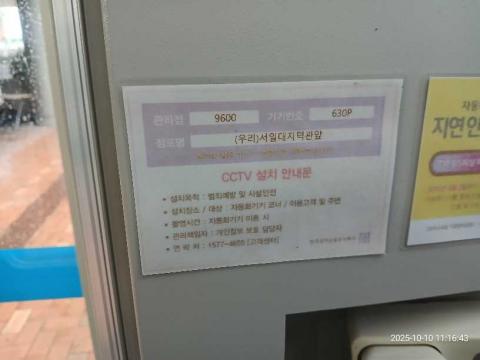 관리점 9600 기기번호 630P
점포명 (우리)서일대지덕관앞
CCTV 설치 안내문
• 설치목적 : 범죄예방 및 시설안전
• 설치장소 / 대상 : 자동화기기 코너 / 이용고객 및 주변
• 촬영시간 : 자동화기기 이용 시
• 관리책임자 : 개인정보 보호 담당자
• 연 락 처 : 1577-4655 (고객센터)
자동
지연인
2025-10-10 11:16:43